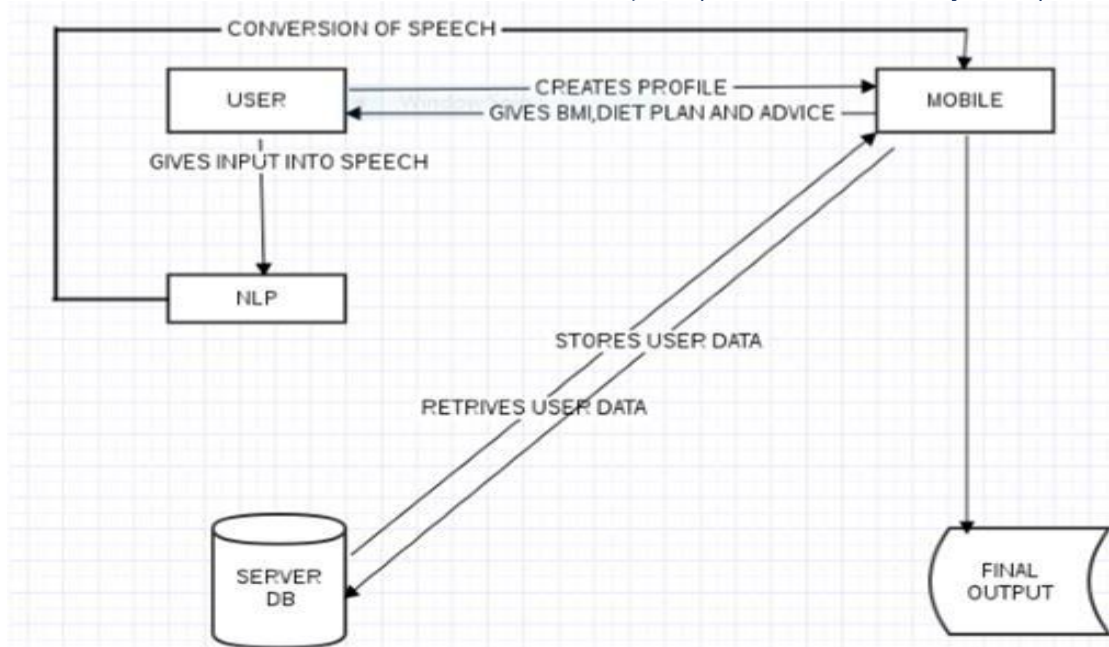 CONVERSION OF SPEECH
USER
CREATES PROFILE
GIVES BMI,DIET PLAN AND ADVICE
MOBILE
GIVES INPUT INTO SPEECH
NLP
STORES USER DATA
RETRIVES USER DATA
SERVER
DB
FINAL
OUTPUT